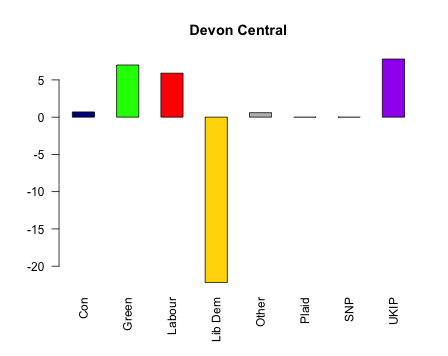 Devon Central
5
0
-5
-10
-15
-20
Con
Green
Labour
Lib Dem
Other
Plaid
SNP
UKIP